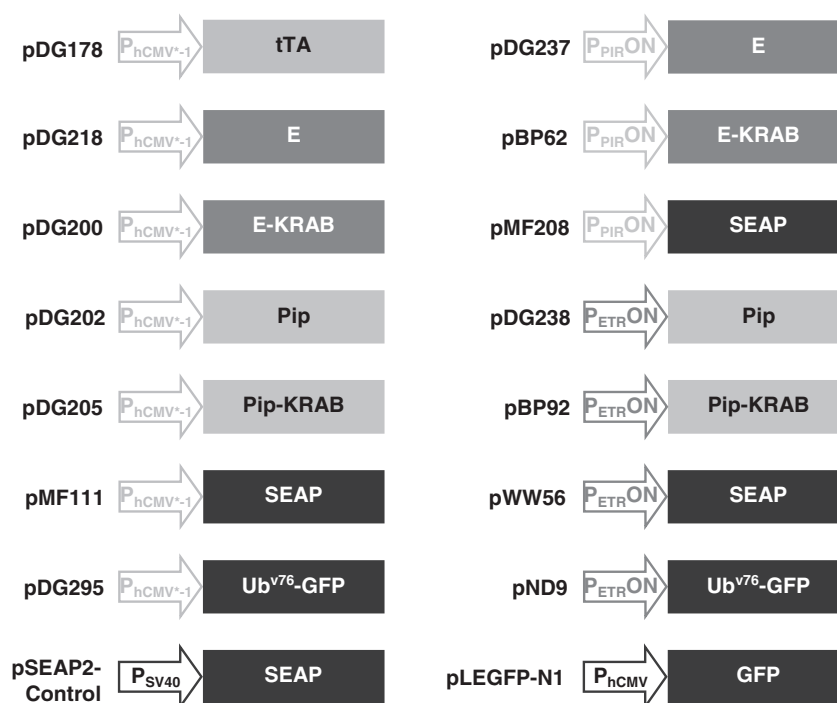 pDG178 PhCMV*-1 tTA
pDG218 PhCMV*-1 E
pDG200 PhCMV*-1 E-KRAB
pDG202 PhCMV*-1 Pip
pDG205 PhCMV*-1 Pip-KRAB
pMF111 PhCMV*-1 SEAP
pDG295 PhCMV*-1 Ubv76-GFP
pSEAP2-
Control PSV40 SEAP
pDG237 PPIRON E
pBP62 PPIRON E-KRAB
pMF208 PPIRON SEAP
pDG238 PETRON Pip
pBP92 PETRON Pip-KRAB
pWW56 PETRON SEAP
pND9 PETRON Ubv76-GFP
pLEGFP-N1 PhCMV GFP